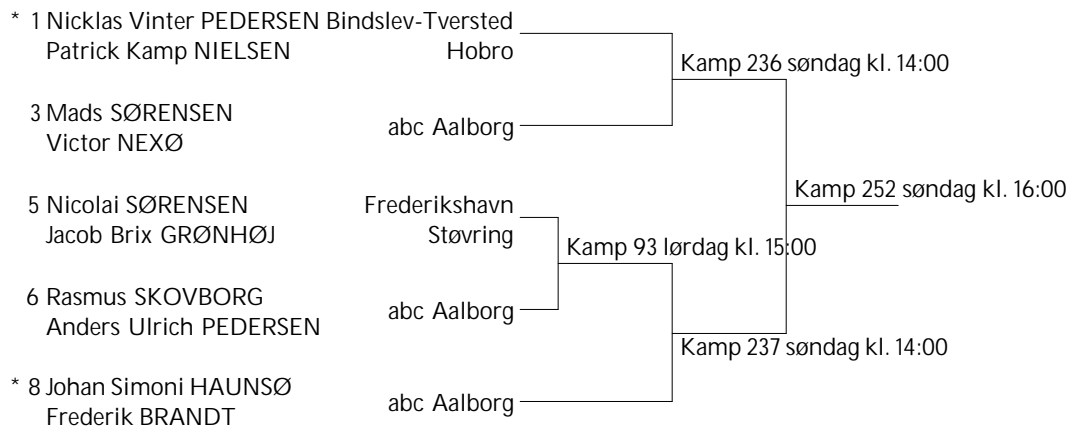 * 1 Nicklas Vinter PEDERSEN Bindslev-Tversted
Patrick Kamp NIELSEN Hobro
Kamp 236 søndag kl. 14:00
3 Mads SØRENSEN
Victor NEXØ
abc Aalborg
Kamp 252 søndag kl. 16:00
5 Nicolai SØRENSEN Frederikshavn
Jacob Brix GRØNHØJ Støvring
Kamp 93 lørdag kl. 15:00
6 Rasmus SKOVBORG
Anders Ulrich PEDERSEN
abc Aalborg
Kamp 237 søndag kl. 14:00
* 8 Johan Simoni HAUNSØ
Frederik BRANDT
abc Aalborg